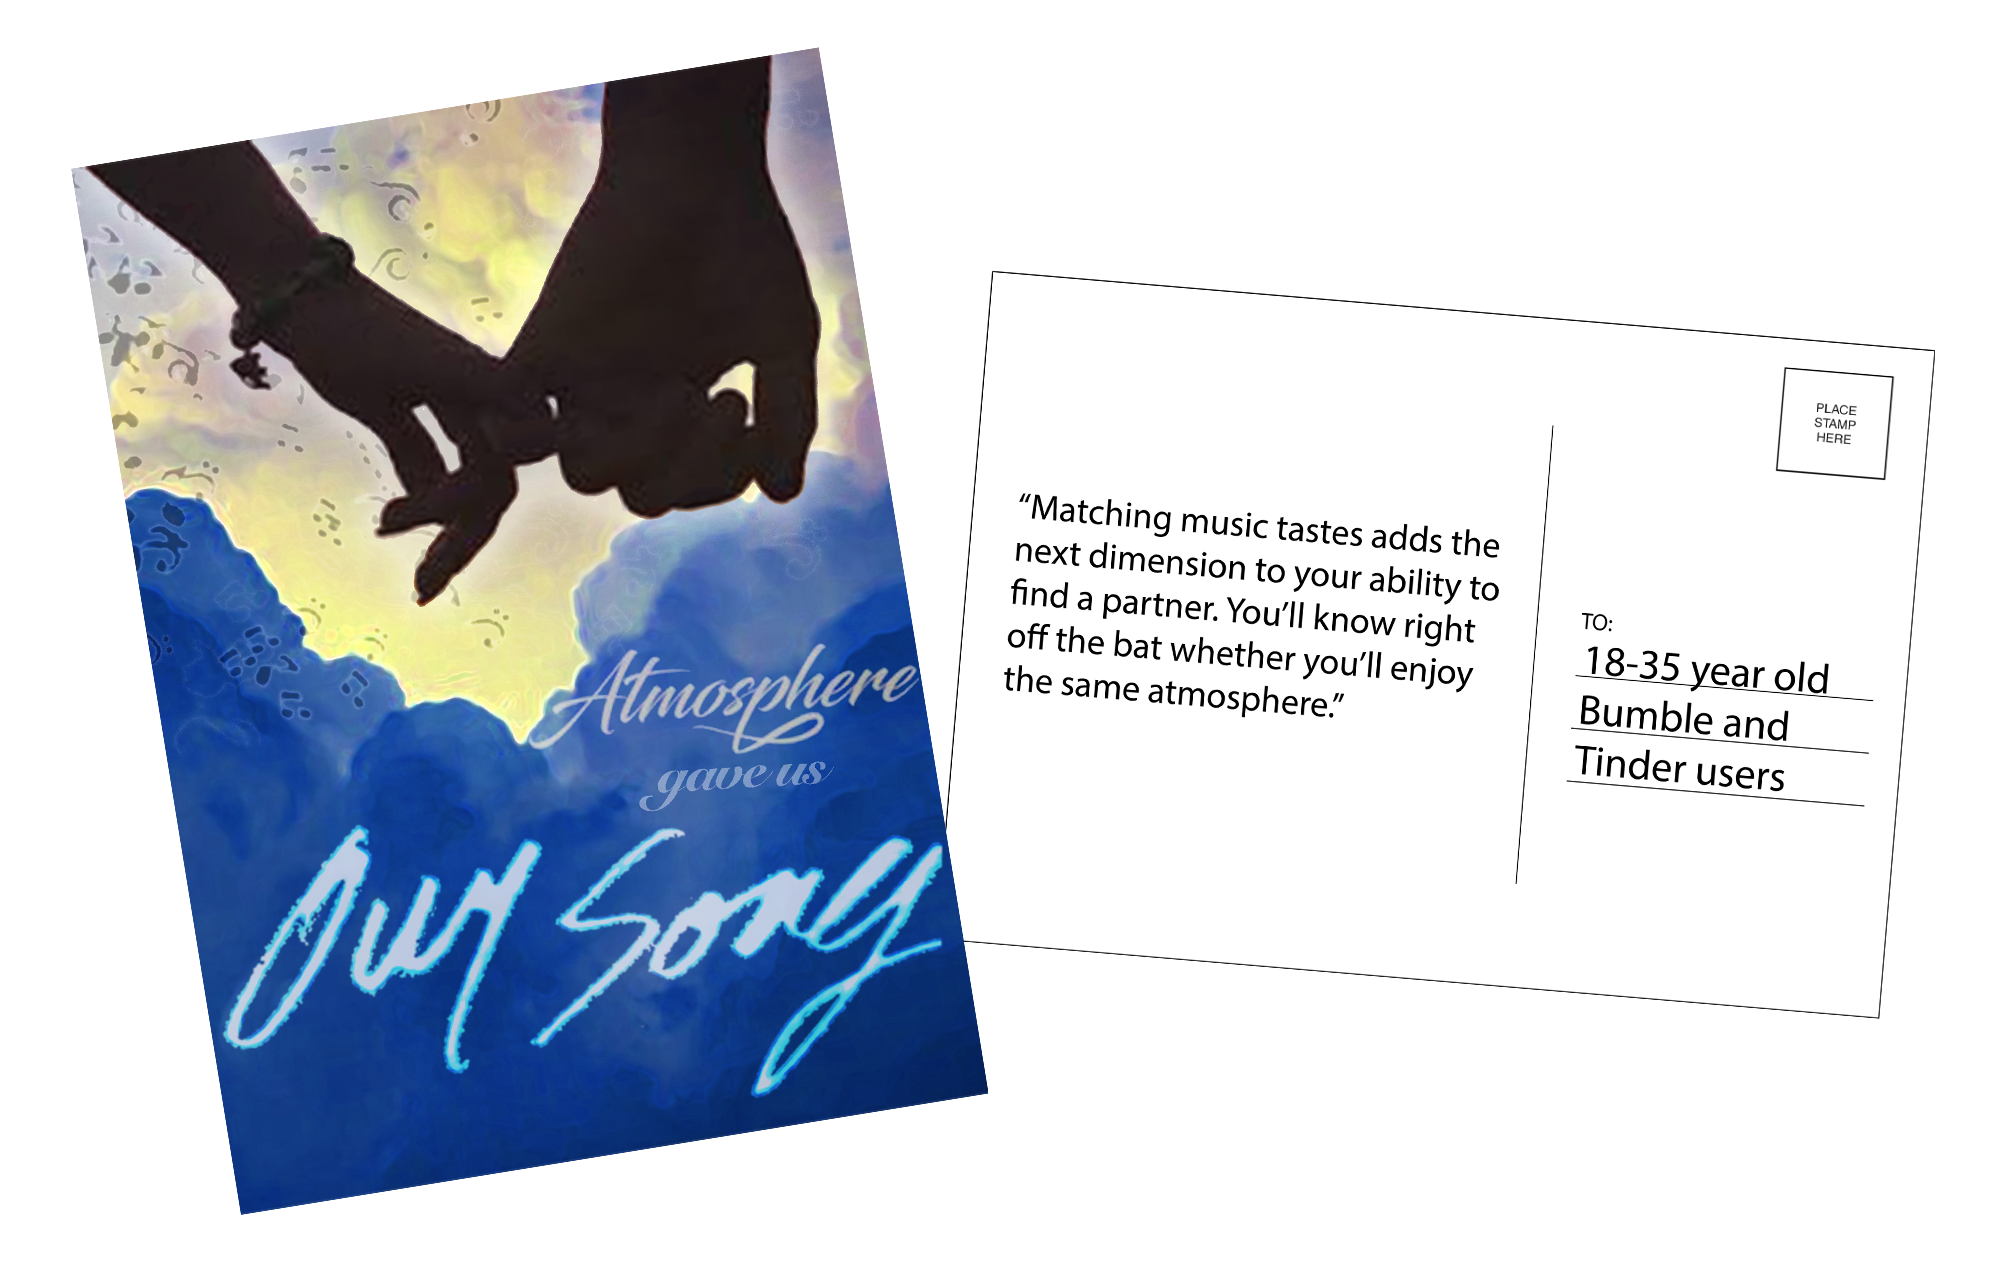 Atmosphere
gave us
Our Song
PLACE
STAMP
HERE
“Matching music tastes adds the
next dimension to your ability to
find a partner. You’ll know right
off the bat whether you’ll enjoy
the same atmosphere.”
TO:
18-35 year old
Bumble and
Tinder users